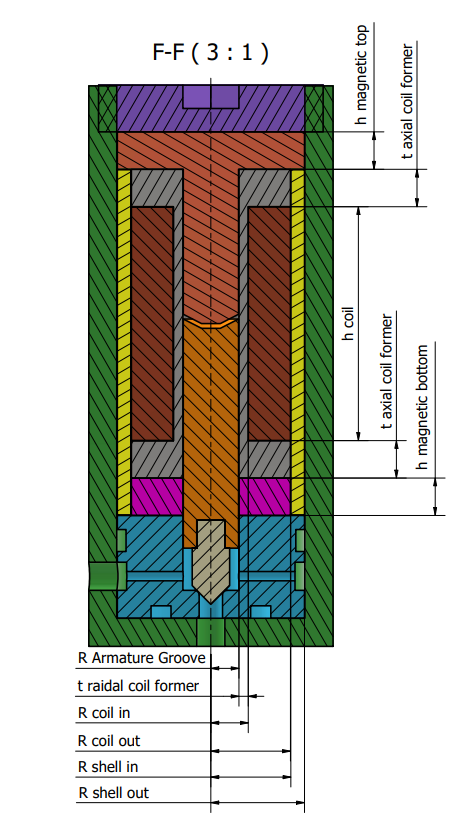 F-F ( 3 : 1 )
h magnetic top
t axial coil former
h coil
t axial coil former
h magnetic bottom
R Armature Groove
t raidal coil former
R coil in
R coil out
R shell in
R shell out